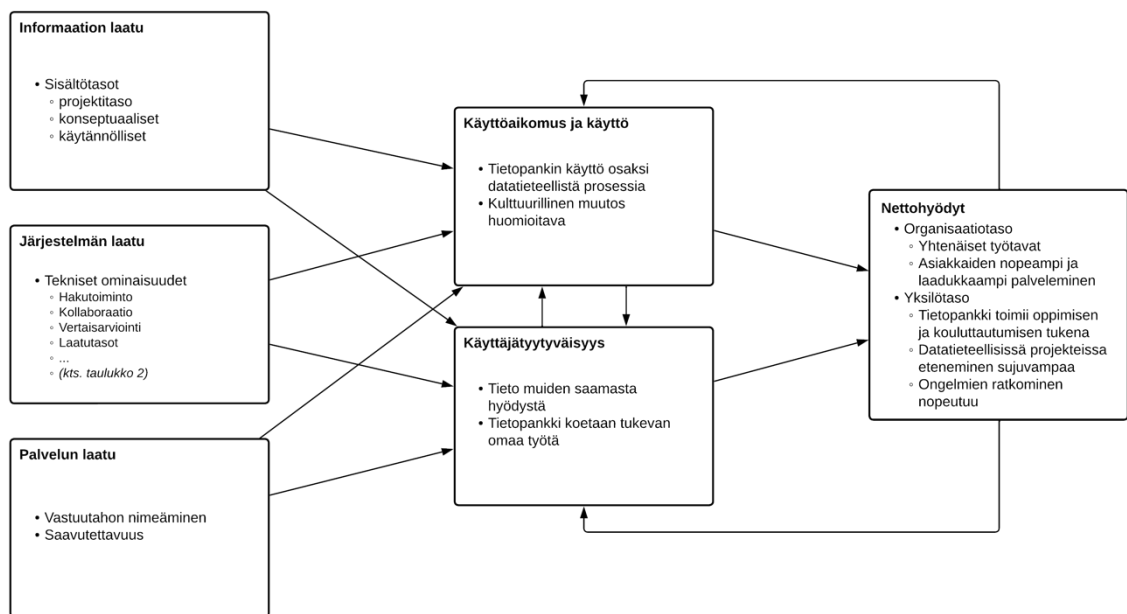 Informaation laatu
• Sisältötasot
◦ projektitaso
◦ konseptuaaliset
◦ käytännölliset
Järjestelmän laatu
• Tekniset ominaisuudet
◦ Hakutoiminto
◦ Kollaboraatio
◦ Vertaisarviointi
◦ Laatutasot
◦ ...
◦ (kts. taulukko 2)
Palvelun laatu
• Vastuutahon nimeäminen
• Saavutettavuus
Käyttöaikomus ja käyttö
• Tietopankin käyttö osaksi
datatieteellistä prosessia
• Kulttuurillinen muutos
huomioitava
Käyttäjätyytyväisyys
• Tieto muiden saamasta
hyödystä
• Tietopankki koetaan tukevan
omaa työtä
Nettohyödyt
• Organisaatiotaso
◦ Yhtenäiset työtavat
◦ Asiakkaiden nopeampi ja
laadukkaampi palveleminen
• Yksilötaso
◦ Tietopankki toimii oppimisen
ja kouluttautumisen tukena
◦ Datatieteellisissä projekteissa
eteneminen sujuvampaa
◦ Ongelmien ratkominen
nopeutuu